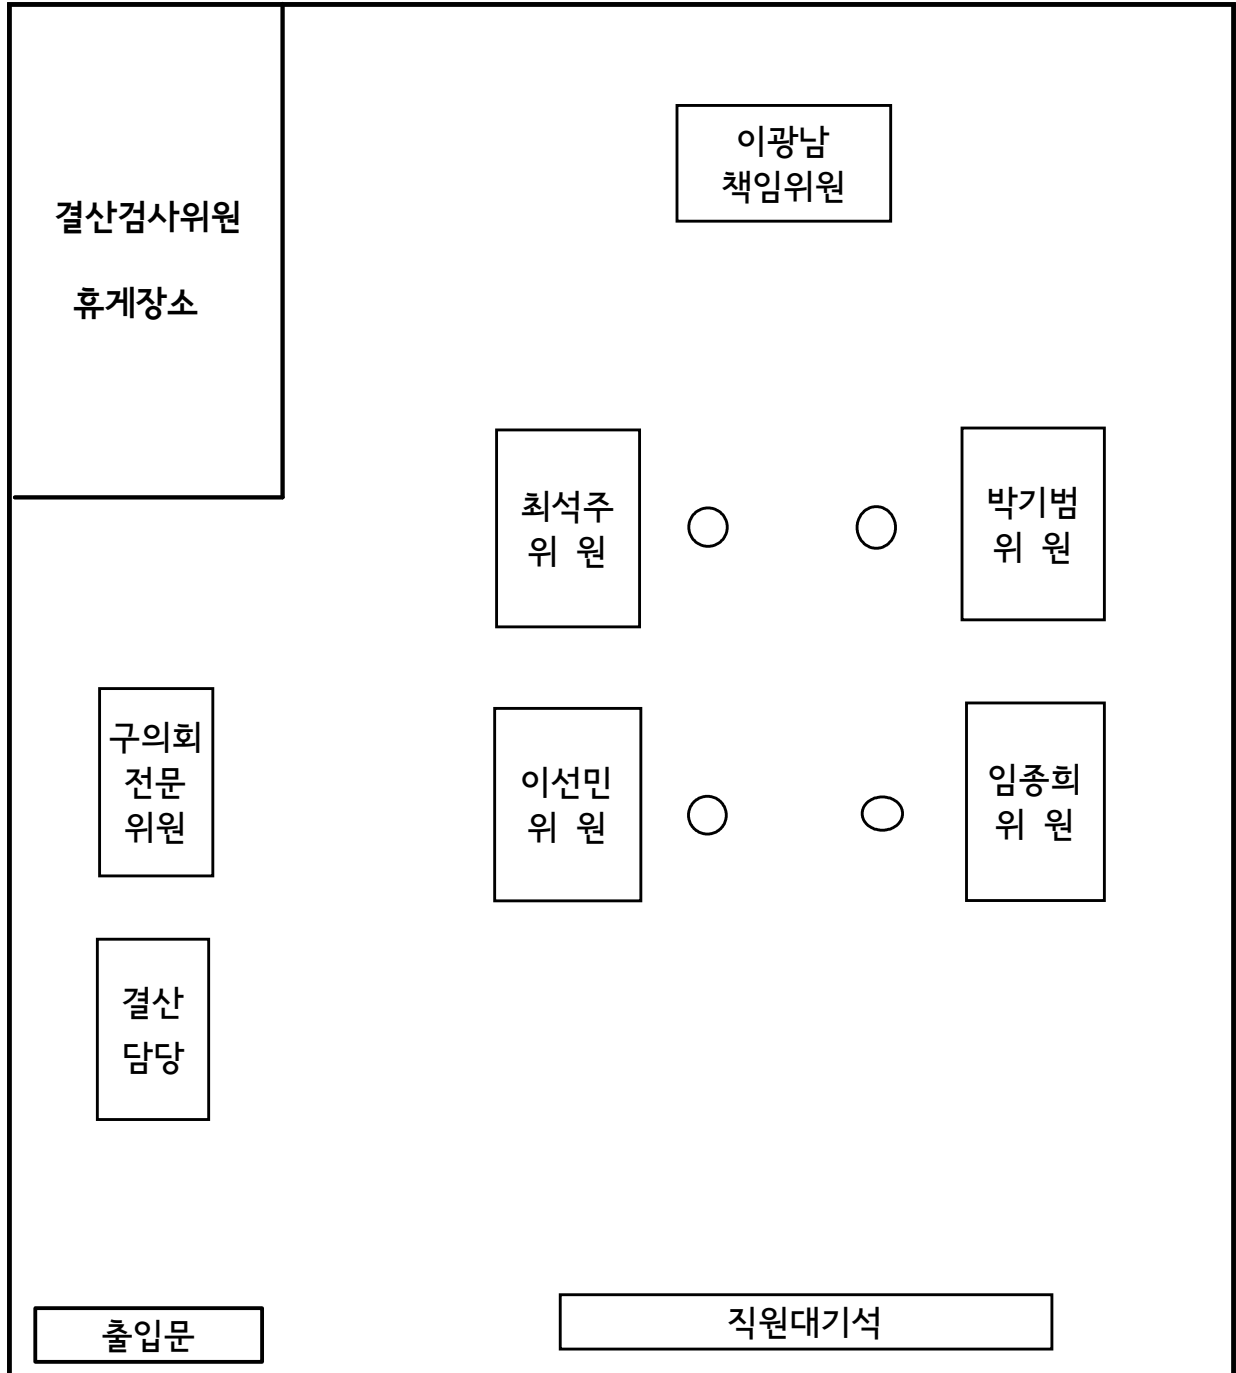 이광남
책임위원
결산검사위원
휴게장소
최석주
위 원
박기범
위 원
구의회
전문
위원
이선민
위 원
임종희
위 원
결산
담당
출입문
직원대기석